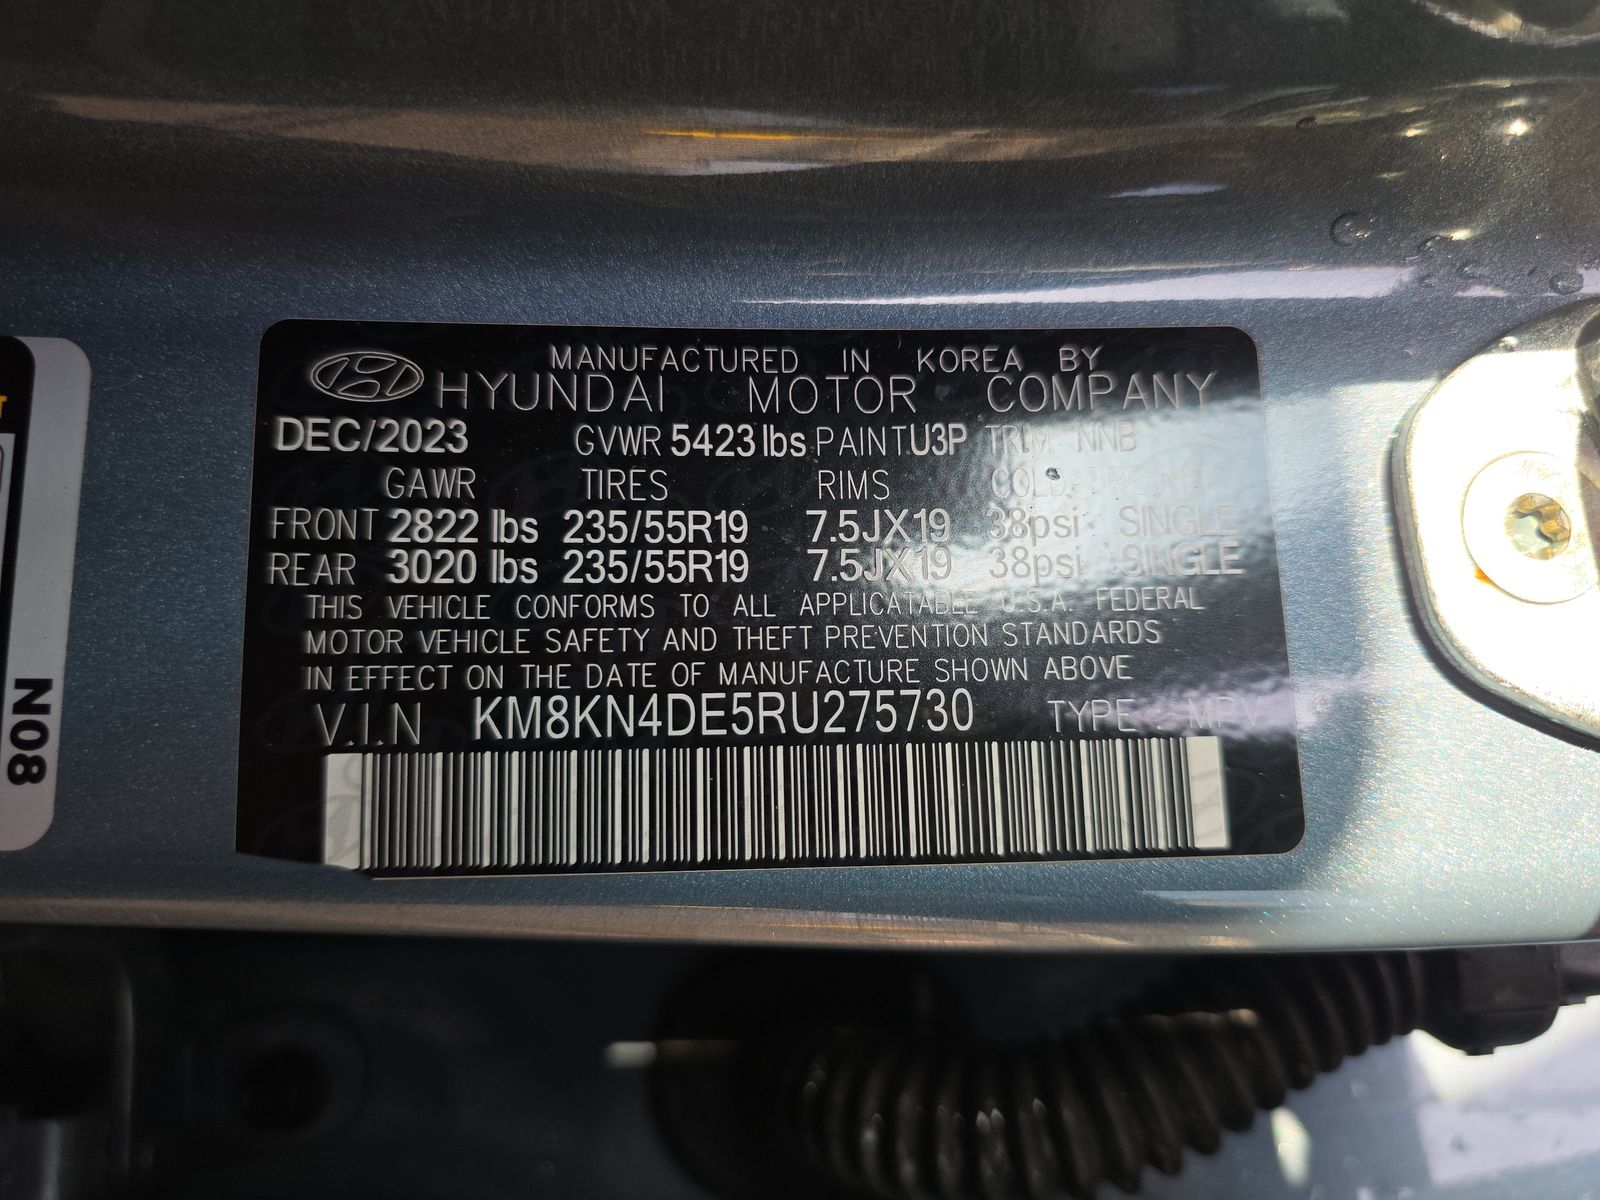 MANUFACTURED IN KOREA BY
HYUNDAI MOTOR COMPANY
DEC/2023 GVWR 5423 lbs PAINT U3P TRIM NNB
GAWR TIRES RIMS COLD
FRONT 2822 lbs 235/55R19 7.5JX19 38psi SINGLE
REAR 3020 lbs 235/55R19 7.5JX19 38psi SINGLE
THIS VEHICLE CONFORMS TO ALL APPLICATABLE U.S.A. FEDERAL
MOTOR VEHICLE SAFETY AND THEFT PREVENTION STANDARDS
IN EFFECT ON THE DATE OF MANUFACTURE SHOWN ABOVE
V.I.N KM8KN4DE5RU275730 TYPE : MPV
N08